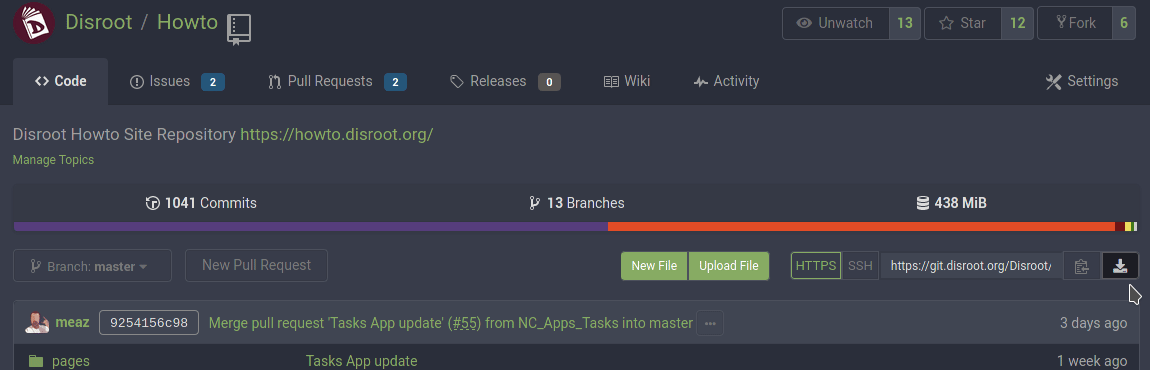 Disroot / Howto Unwatch 13 Star 12 Fork 6
Code Issues 2 Pull Requests 2 Releases 0 Wiki Activity Settings
Disroot Howto Site Repository https://howto.disroot.org/
Manage Topics
1041 Commits 13 Branches 438 MiB
Branch: master New Pull Request New File Upload File HTTPS SSH https://git.disroot.org/Disroot/
meaz 9254156c98 Merge pull request 'Tasks App update' (#55) from NC_Apps_Tasks into master ... 3 days ago
pages Tasks App update 1 week ago